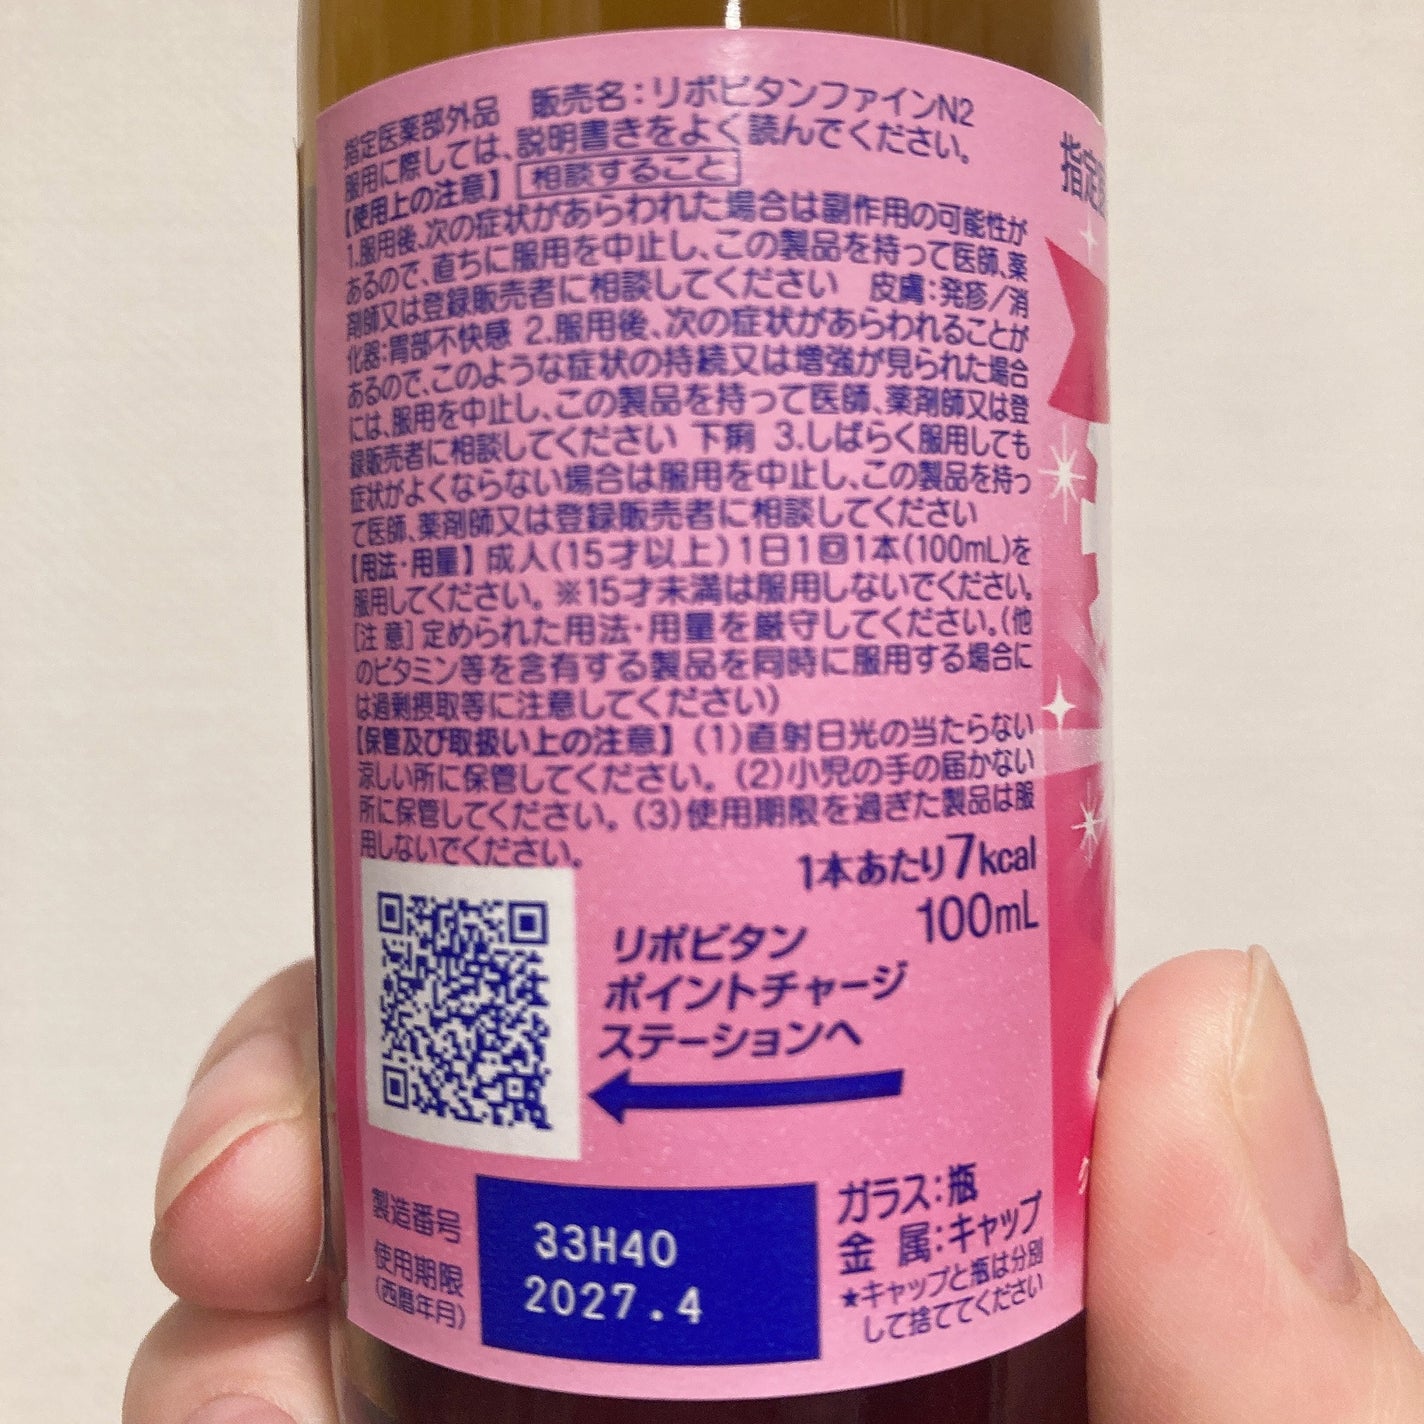 指定医薬部外品　販売名：リポビタンファインN2
服用に際しては、説明書きをよく読んでください。
【使用上の注意】 相談すること
1.服用後、次の症状があらわれた場合は副作用の可能性が
あるので、直ちに服用を中止し、この製品を持って医師、薬
剤師又は登録販売者に相談してください　皮膚：発疹／消
化器：胃部不快感 2.服用後、次の症状があらわれることが
あるので、このような症状の持続又は増強が見られた場合
には、服用を中止し、この製品を持って医師、薬剤師又は登
録販売者に相談してください 下痢 3.しばらく服用しても
症状がよくならない場合は服用を中止し、この製品を持っ
て医師、薬剤師又は登録販売者に相談してください
【用法・用量】成人（15才以上）1日1回1本（100mL）を
服用してください。※15才未満は服用しないでください。
［注意］定められた用法・用量を厳守してください。（他
のビタミン等を含有する製品を同時に服用する場合に
は過剰摂取等に注意してください）
【保管及び取扱い上の注意】（1）直射日光の当たらない
涼しい所に保管してください。（2）小児の手の届かない
所に保管してください。（3）使用期限を過ぎた製品は服
用しないでください。
1本あたり7kcal
100mL
リポビタン
ポイントチャージ
ステーションへ
製造番号 33H40
使用期限 2027.4
（西暦年月）
ガラス：瓶
金属：キャップ
★キャップと瓶は分別
して捨ててください
指定